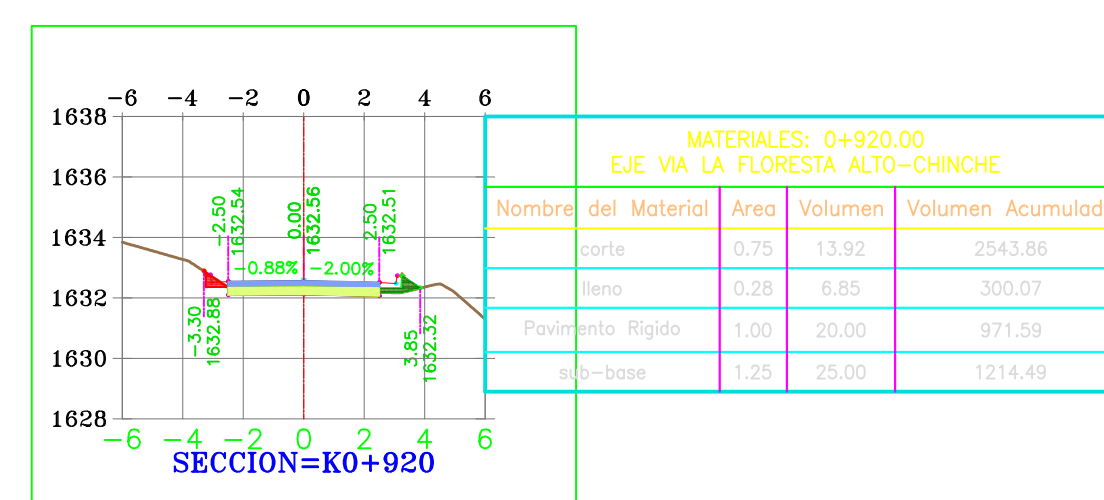 −6 −4 −2 0 2 4 6
1638
1636
1634
1632
1630
1628
−2.50
1632.54
0.00
1632.56
2.50
1632.51
−0.88% −2.00%
−3.30
1632.88
3.85
1632.32
−6 −4 −2 0 2 4 6
SECCION=K0+920
MATERIALES: 0+920.00
EJE VIA LA FLORESTA ALTO−CHINCHE
Nombre del Material Area Volumen Volumen Acumulad
corte 0.75 13.92 2543.86
lleno 0.28 6.85 300.07
Pavimento Rigido 1.00 20.00 971.59
sub−base 1.25 25.00 1214.49